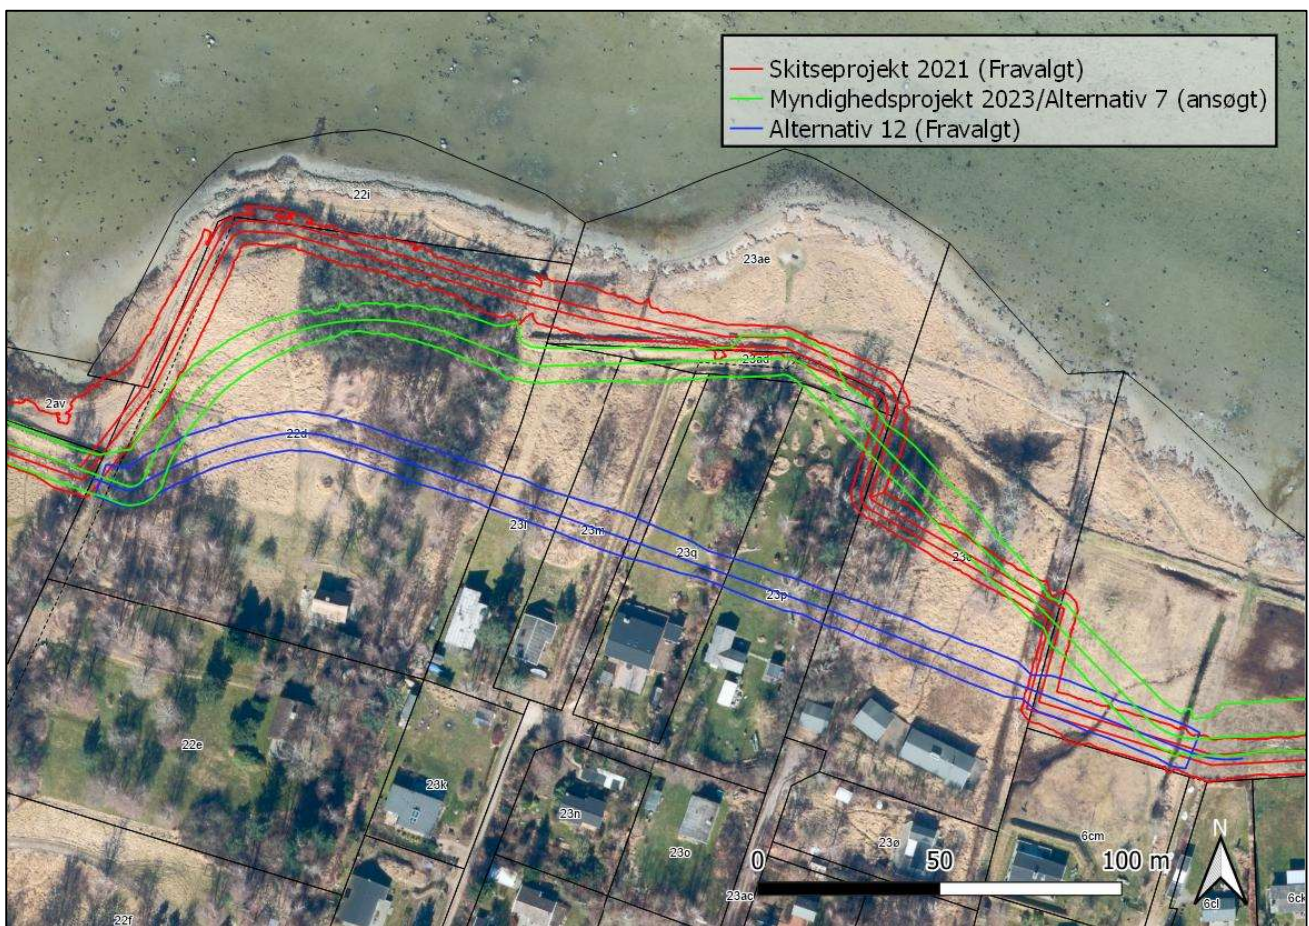 Skitseprojekt 2021 (Fravalgt)
Myndighedsprojekt 2023/Alternativ 7 (ansøgt)
Alternativ 12 (Fravalgt)
22i
23ae
23ad
2av
22d
23l
23m
23q
23e
23p
22e
23k
23n
23o
23ø
6cm
0
50
100 m
N
23ac
6cl
6ck
22f